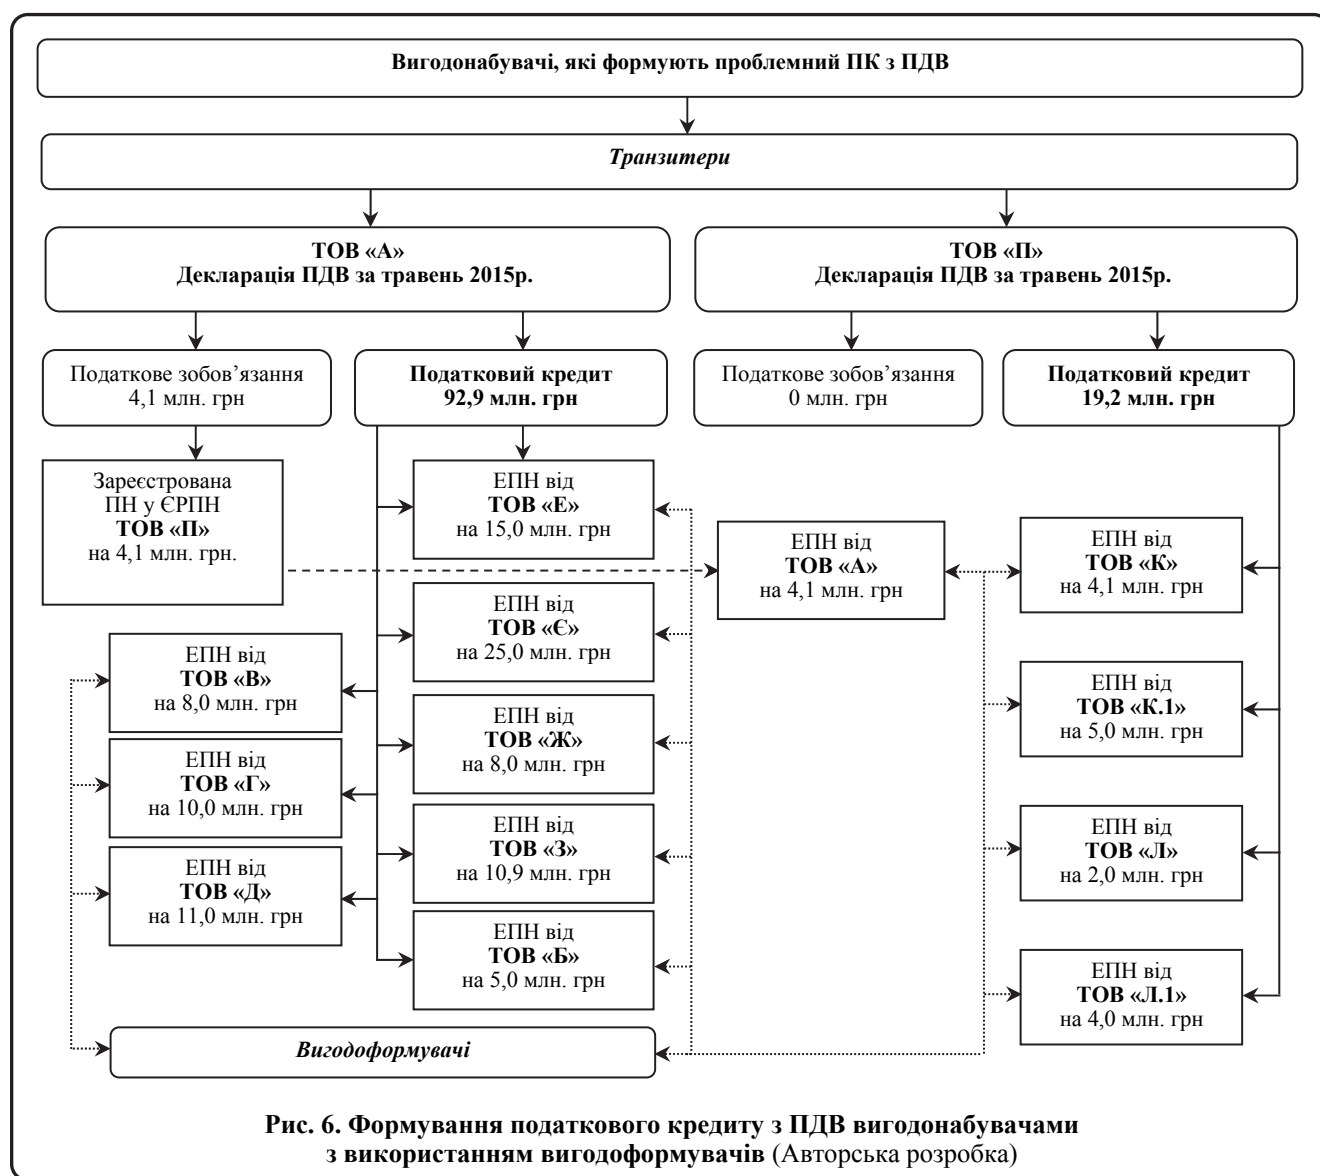 Вигодонабувачі, які формують проблемний ПК з ПДВ
Транзитери
ТОВ «А»
Декларація ПДВ за травень 2015р.
ТОВ «П»
Декларація ПДВ за травень 2015р.
Податкове зобов’язання
4,1 млн. грн
Податковий кредит
92,9 млн. грн
Податкове зобов’язання
0 млн. грн
Податковий кредит
19,2 млн. грн
Зареєстрована
ПН у ЄРПН
ТОВ «П»
на 4,1 млн. грн.
ЕПН від
ТОВ «Е»
на 15,0 млн. грн
ЕПН від
ТОВ «А»
на 4,1 млн. грн
ЕПН від
ТОВ «К»
на 4,1 млн. грн
ЕПН від
ТОВ «Є»
на 25,0 млн. грн
ЕПН від
ТОВ «В»
на 8,0 млн. грн
ЕПН від
ТОВ «К.1»
на 5,0 млн. грн
ЕПН від
ТОВ «Ж»
на 8,0 млн. грн
ЕПН від
ТОВ «Г»
на 10,0 млн. грн
ЕПН від
ТОВ «З»
на 10,9 млн. грн
ЕПН від
ТОВ «Л»
на 2,0 млн. грн
ЕПН від
ТОВ «Д»
на 11,0 млн. грн
ЕПН від
ТОВ «Б»
на 5,0 млн. грн
ЕПН від
ТОВ «Л.1»
на 4,0 млн. грн
Вигодоформувачі
Рис. 6. Формування податкового кредиту з ПДВ вигодонабувачами
з використанням вигодоформувачів (Авторська розробка)